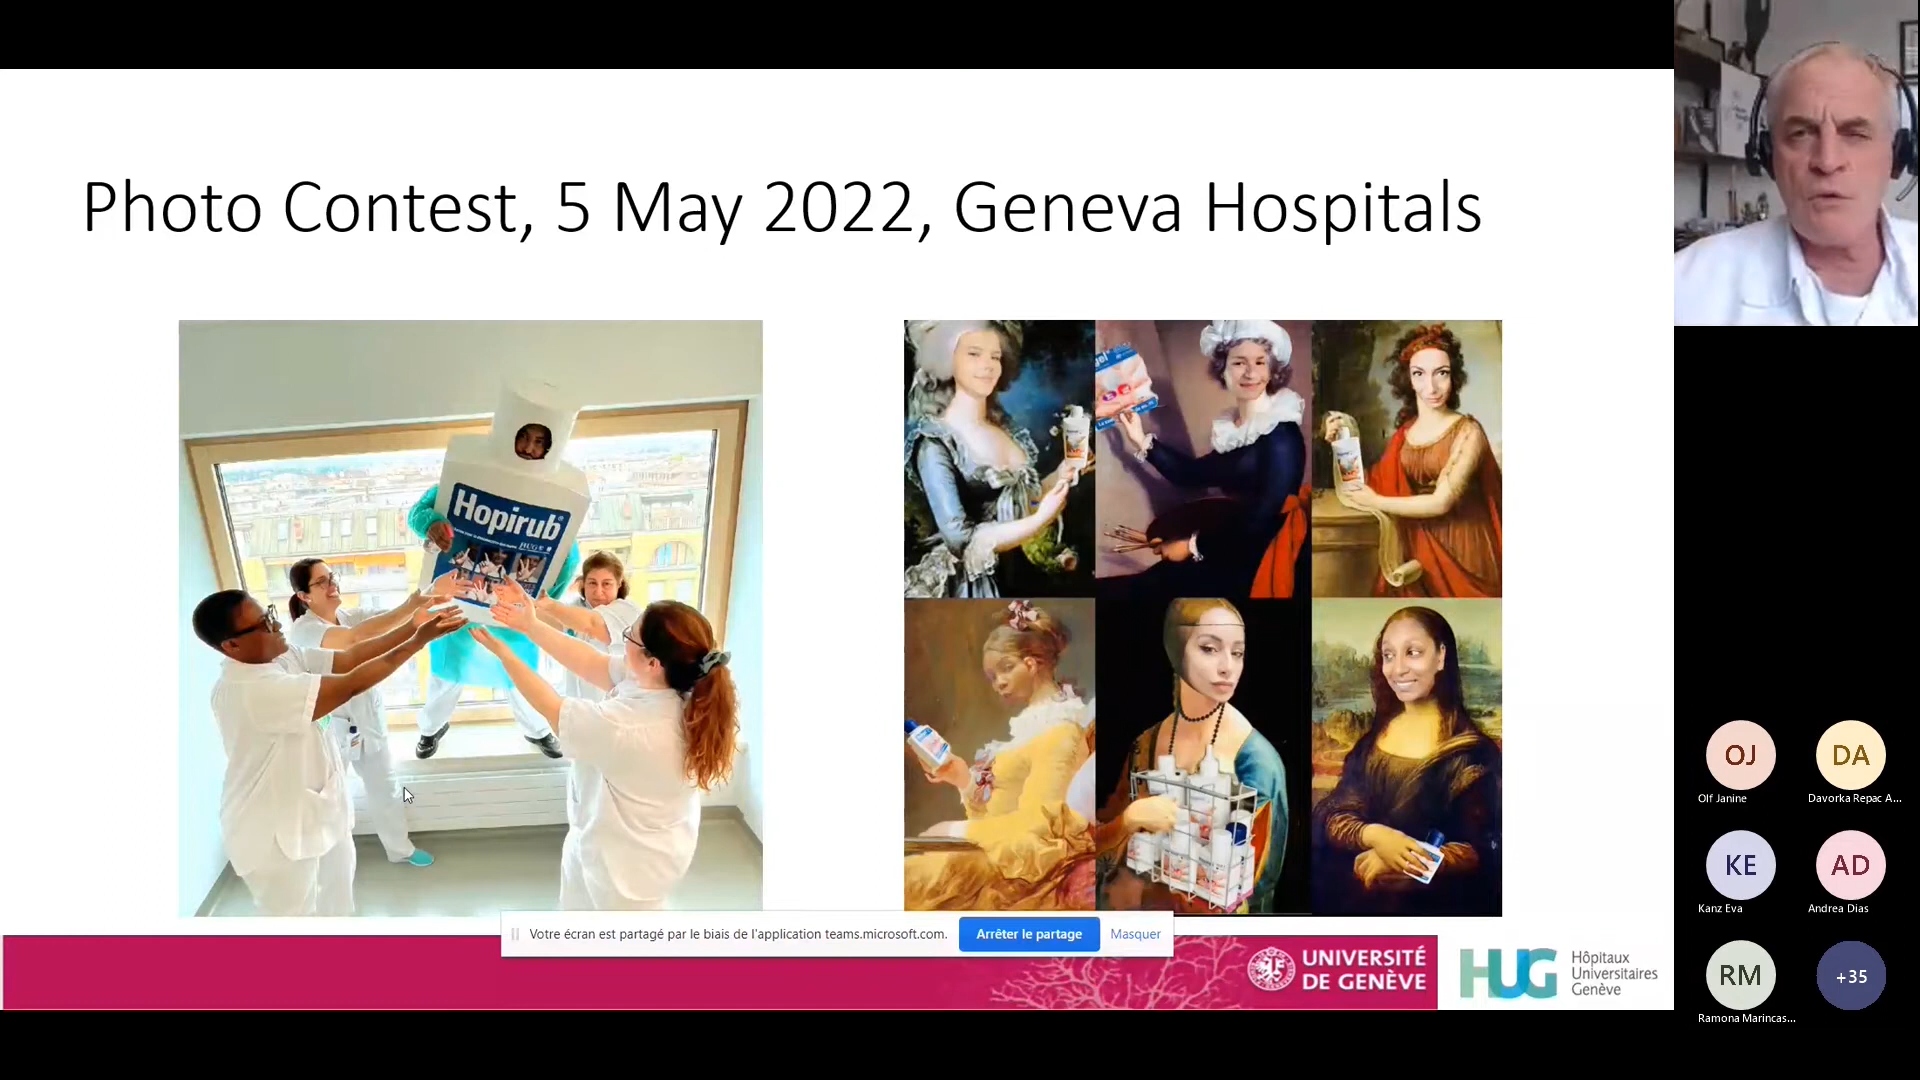 Photo Contest, 5 May 2022, Geneva Hospitals
Hopirub®
HUG
gel
Votre écran est partagé par le biais de l'application teams.microsoft.com.
Arrêter le partage
Masquer
UNIVERSITÉ
DE GENÈVE
HUG
Hôpitaux
Universitaires
Genève
OJ
Olf Janine
DA
Davorka Repac A...
KE
Kanz Eva
AD
Andrea Dias
RM
Ramona Marincas...
+35